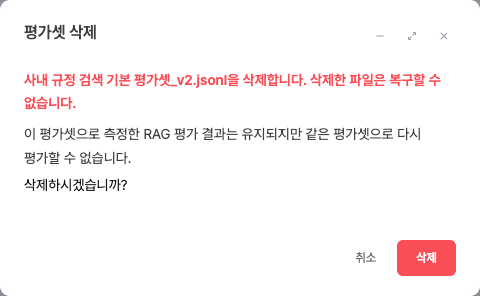 평가셋 삭제
사내 규정 검색 기본 평가셋_v2.jsonl을 삭제합니다. 삭제한 파일은 복구할 수
없습니다.
이 평가셋으로 측정한 RAG 평가 결과는 유지되지만 같은 평가셋으로 다시
평가할 수 없습니다.
삭제하시겠습니까?
취소 삭제